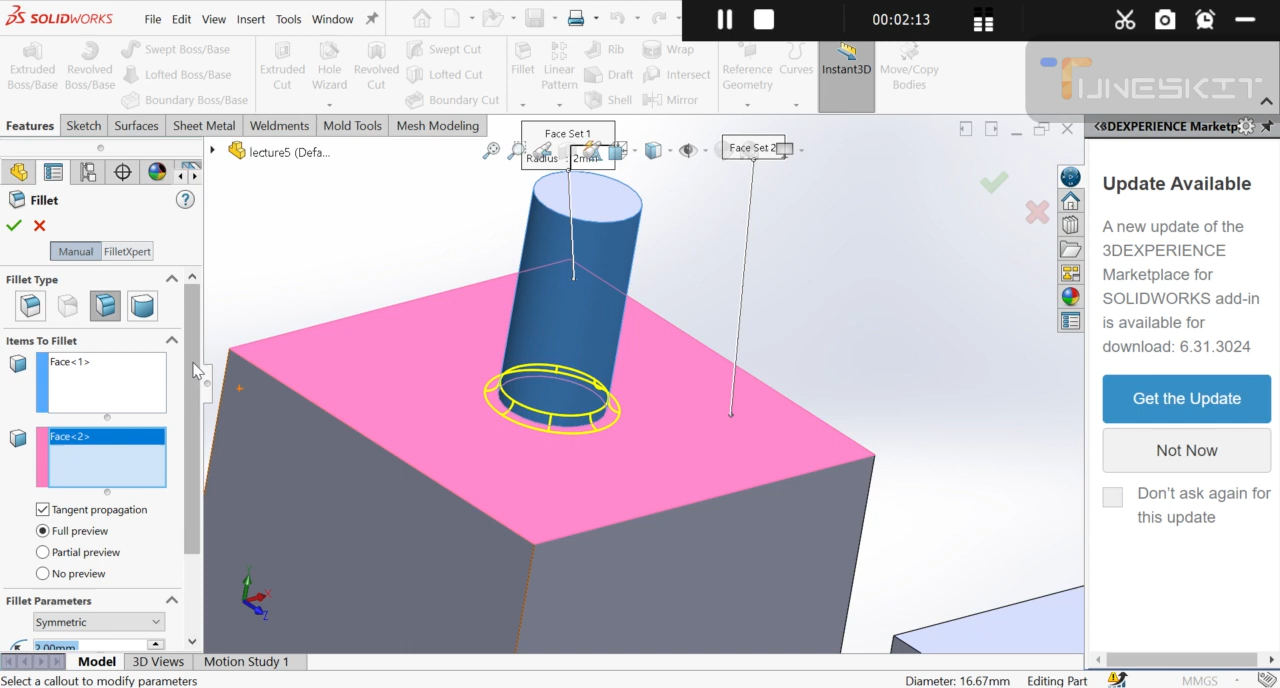 SOLIDWORKS File Edit View Insert Tools Window
00:02:13
TUNESKIT
Extruded Boss/Base
Revolved Boss/Base
Swept Boss/Base
Lofted Boss/Base
Boundary Boss/Base
Extruded Cut
Hole Wizard
Revolved Cut
Swept Cut
Lofted Cut
Boundary Cut
Fillet
Linear Pattern
Rib
Draft
Shell
Wrap
Intersect
Mirror
Reference Geometry
Curves
Instant3D
Move/Copy Bodies
Features Sketch Surfaces Sheet Metal Weldments Mold Tools Mesh Modeling
lecture5 (Defa...
Face Set 1
Radius : 2mm
Face Set 2
Fillet
Manual FilletXpert
Fillet Type
Items To Fillet
Face<1>
Face<2>
Tangent propagation
Full preview
Partial preview
No preview
Fillet Parameters
Symmetric
2.00mm
3DEXPERIENCE Marketp
Update Available
A new update of the
3DEXPERIENCE
Marketplace for
SOLIDWORKS add-in
is available for
download: 6.31.3024
Get the Update
Not Now
Don't ask again for
this update
Y
X
Z
Model 3D Views Motion Study 1
Select a callout to modify parameters
Diameter: 16.67mm Editing Part MMGS